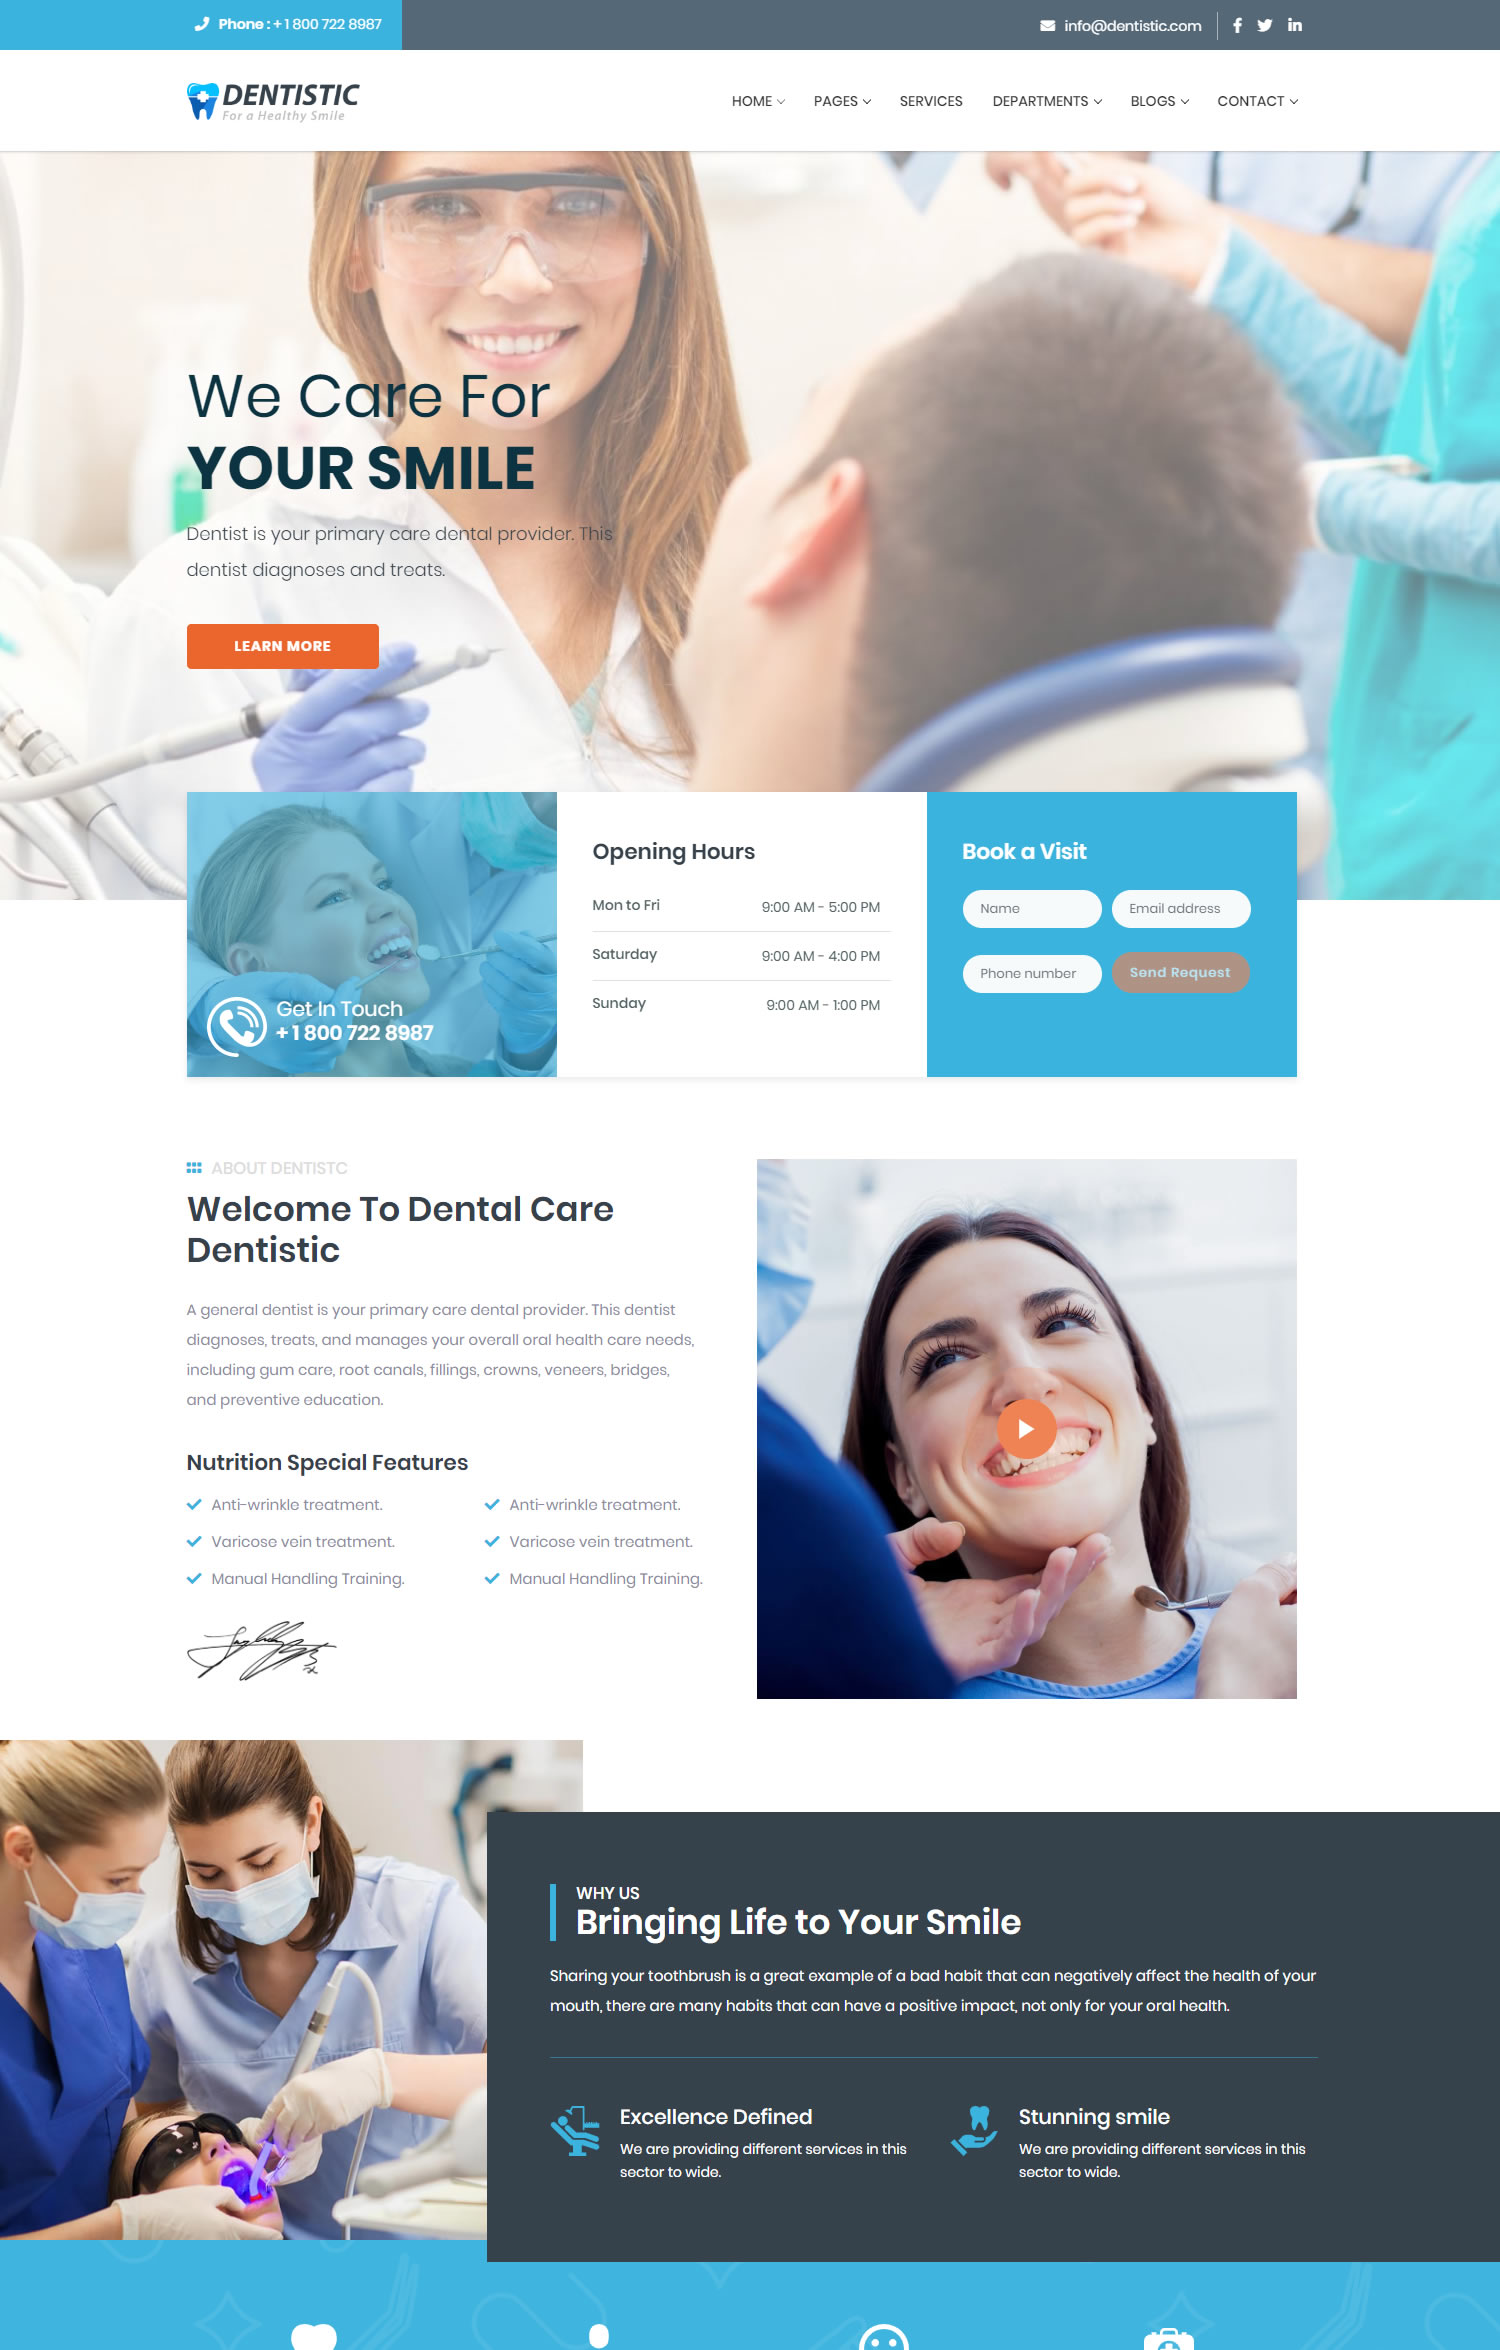 Phone : + 1 800 722 8987
info@dentistic.com
DENTISTIC
For a Healthy Smile
HOME
PAGES
SERVICES
DEPARTMENTS
BLOGS
CONTACT
We Care For
YOUR SMILE
Dentist is your primary care dental provider. This
dentist diagnoses and treats.
LEARN MORE
Get In Touch
+ 1 800 722 8987
Opening Hours
Mon to Fri 9:00 AM - 5:00 PM
Saturday 9:00 AM - 4:00 PM
Sunday 9:00 AM - 1:00 PM
Book a Visit
Name
Email address
Phone number
Send Request
ABOUT DENTISTC
Welcome To Dental Care
Dentistic
A general dentist is your primary care dental provider. This dentist
diagnoses, treats, and manages your overall oral health care needs,
including gum care, root canals, fillings, crowns, veneers, bridges,
and preventive education.
Nutrition Special Features
Anti-wrinkle treatment.
Varicose vein treatment.
Manual Handling Training.
Anti-wrinkle treatment.
Varicose vein treatment.
Manual Handling Training.
WHY US
Bringing Life to Your Smile
Sharing your toothbrush is a great example of a bad habit that can negatively affect the health of your
mouth, there are many habits that can have a positive impact, not only for your oral health.
Excellence Defined
We are providing different services in this
sector to wide.
Stunning smile
We are providing different services in this
sector to wide.